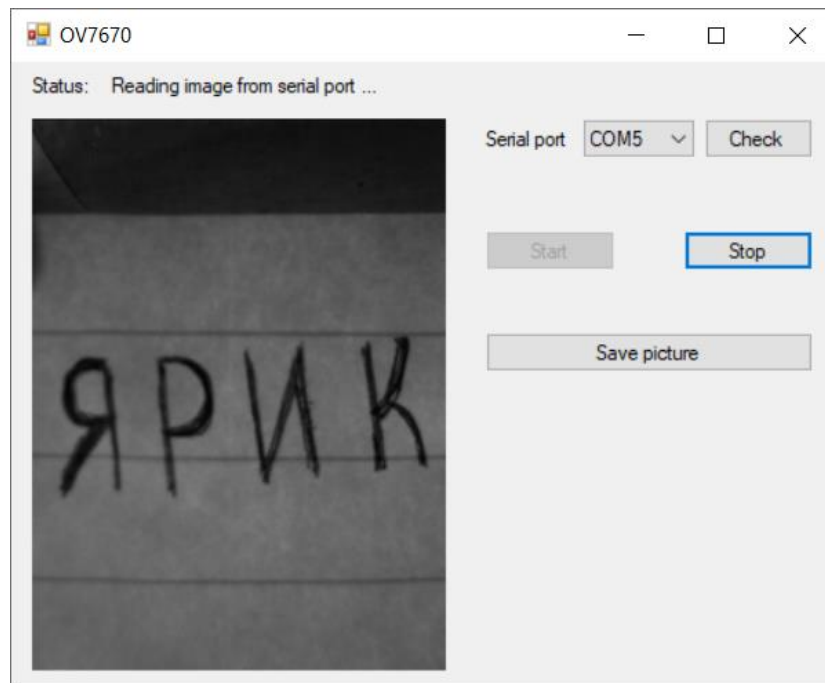 OV7670
Status: Reading image from serial port ...
Serial port COM5 Check
Start Stop
Save picture
ЯРИК